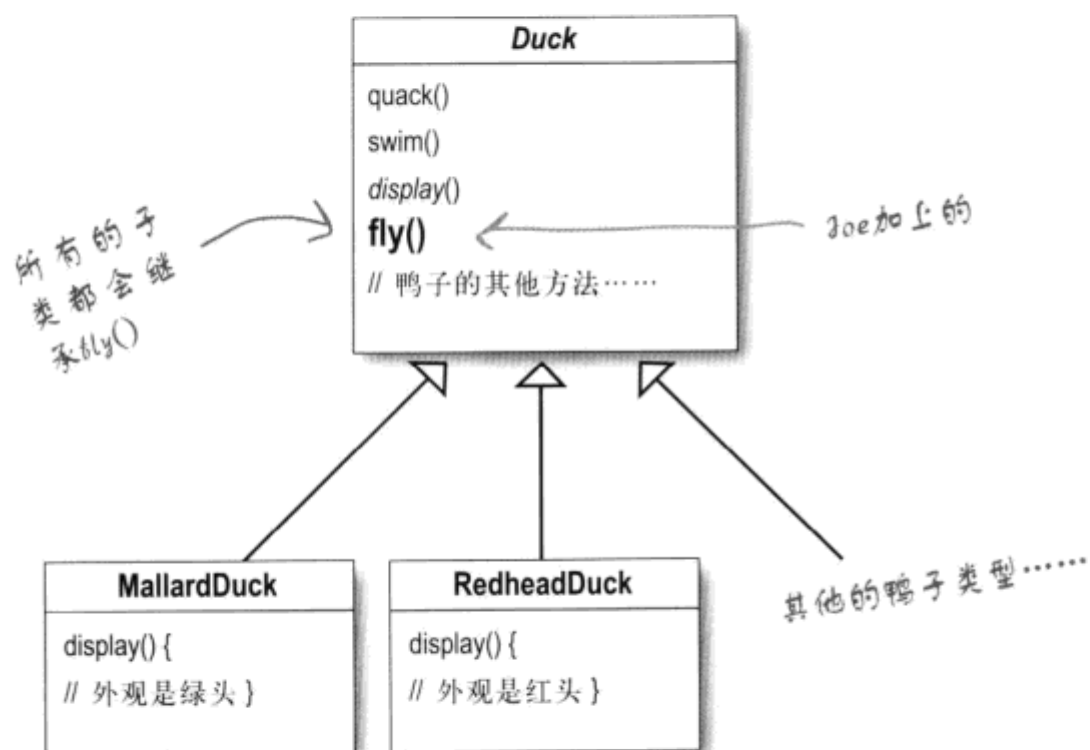 Duck
quack()
swim()
display()
fly()
// 鸭子的其他方法……
所有的子
类都会继
承fly()
Joe加上的
MallardDuck
display() {
// 外观是绿头 }
RedheadDuck
display() {
// 外观是红头 }
其他的鸭子类型……